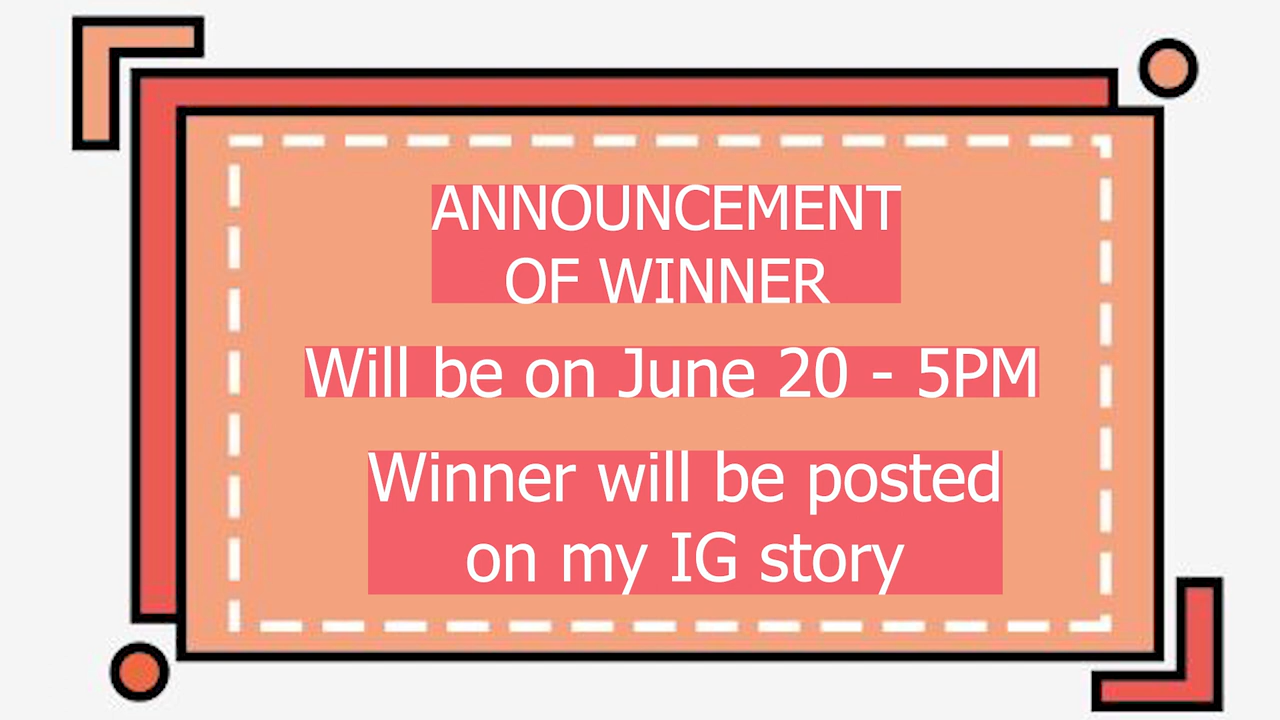 ANNOUNCEMENT
OF WINNER
Will be on June 20 - 5PM
Winner will be posted
on my IG story